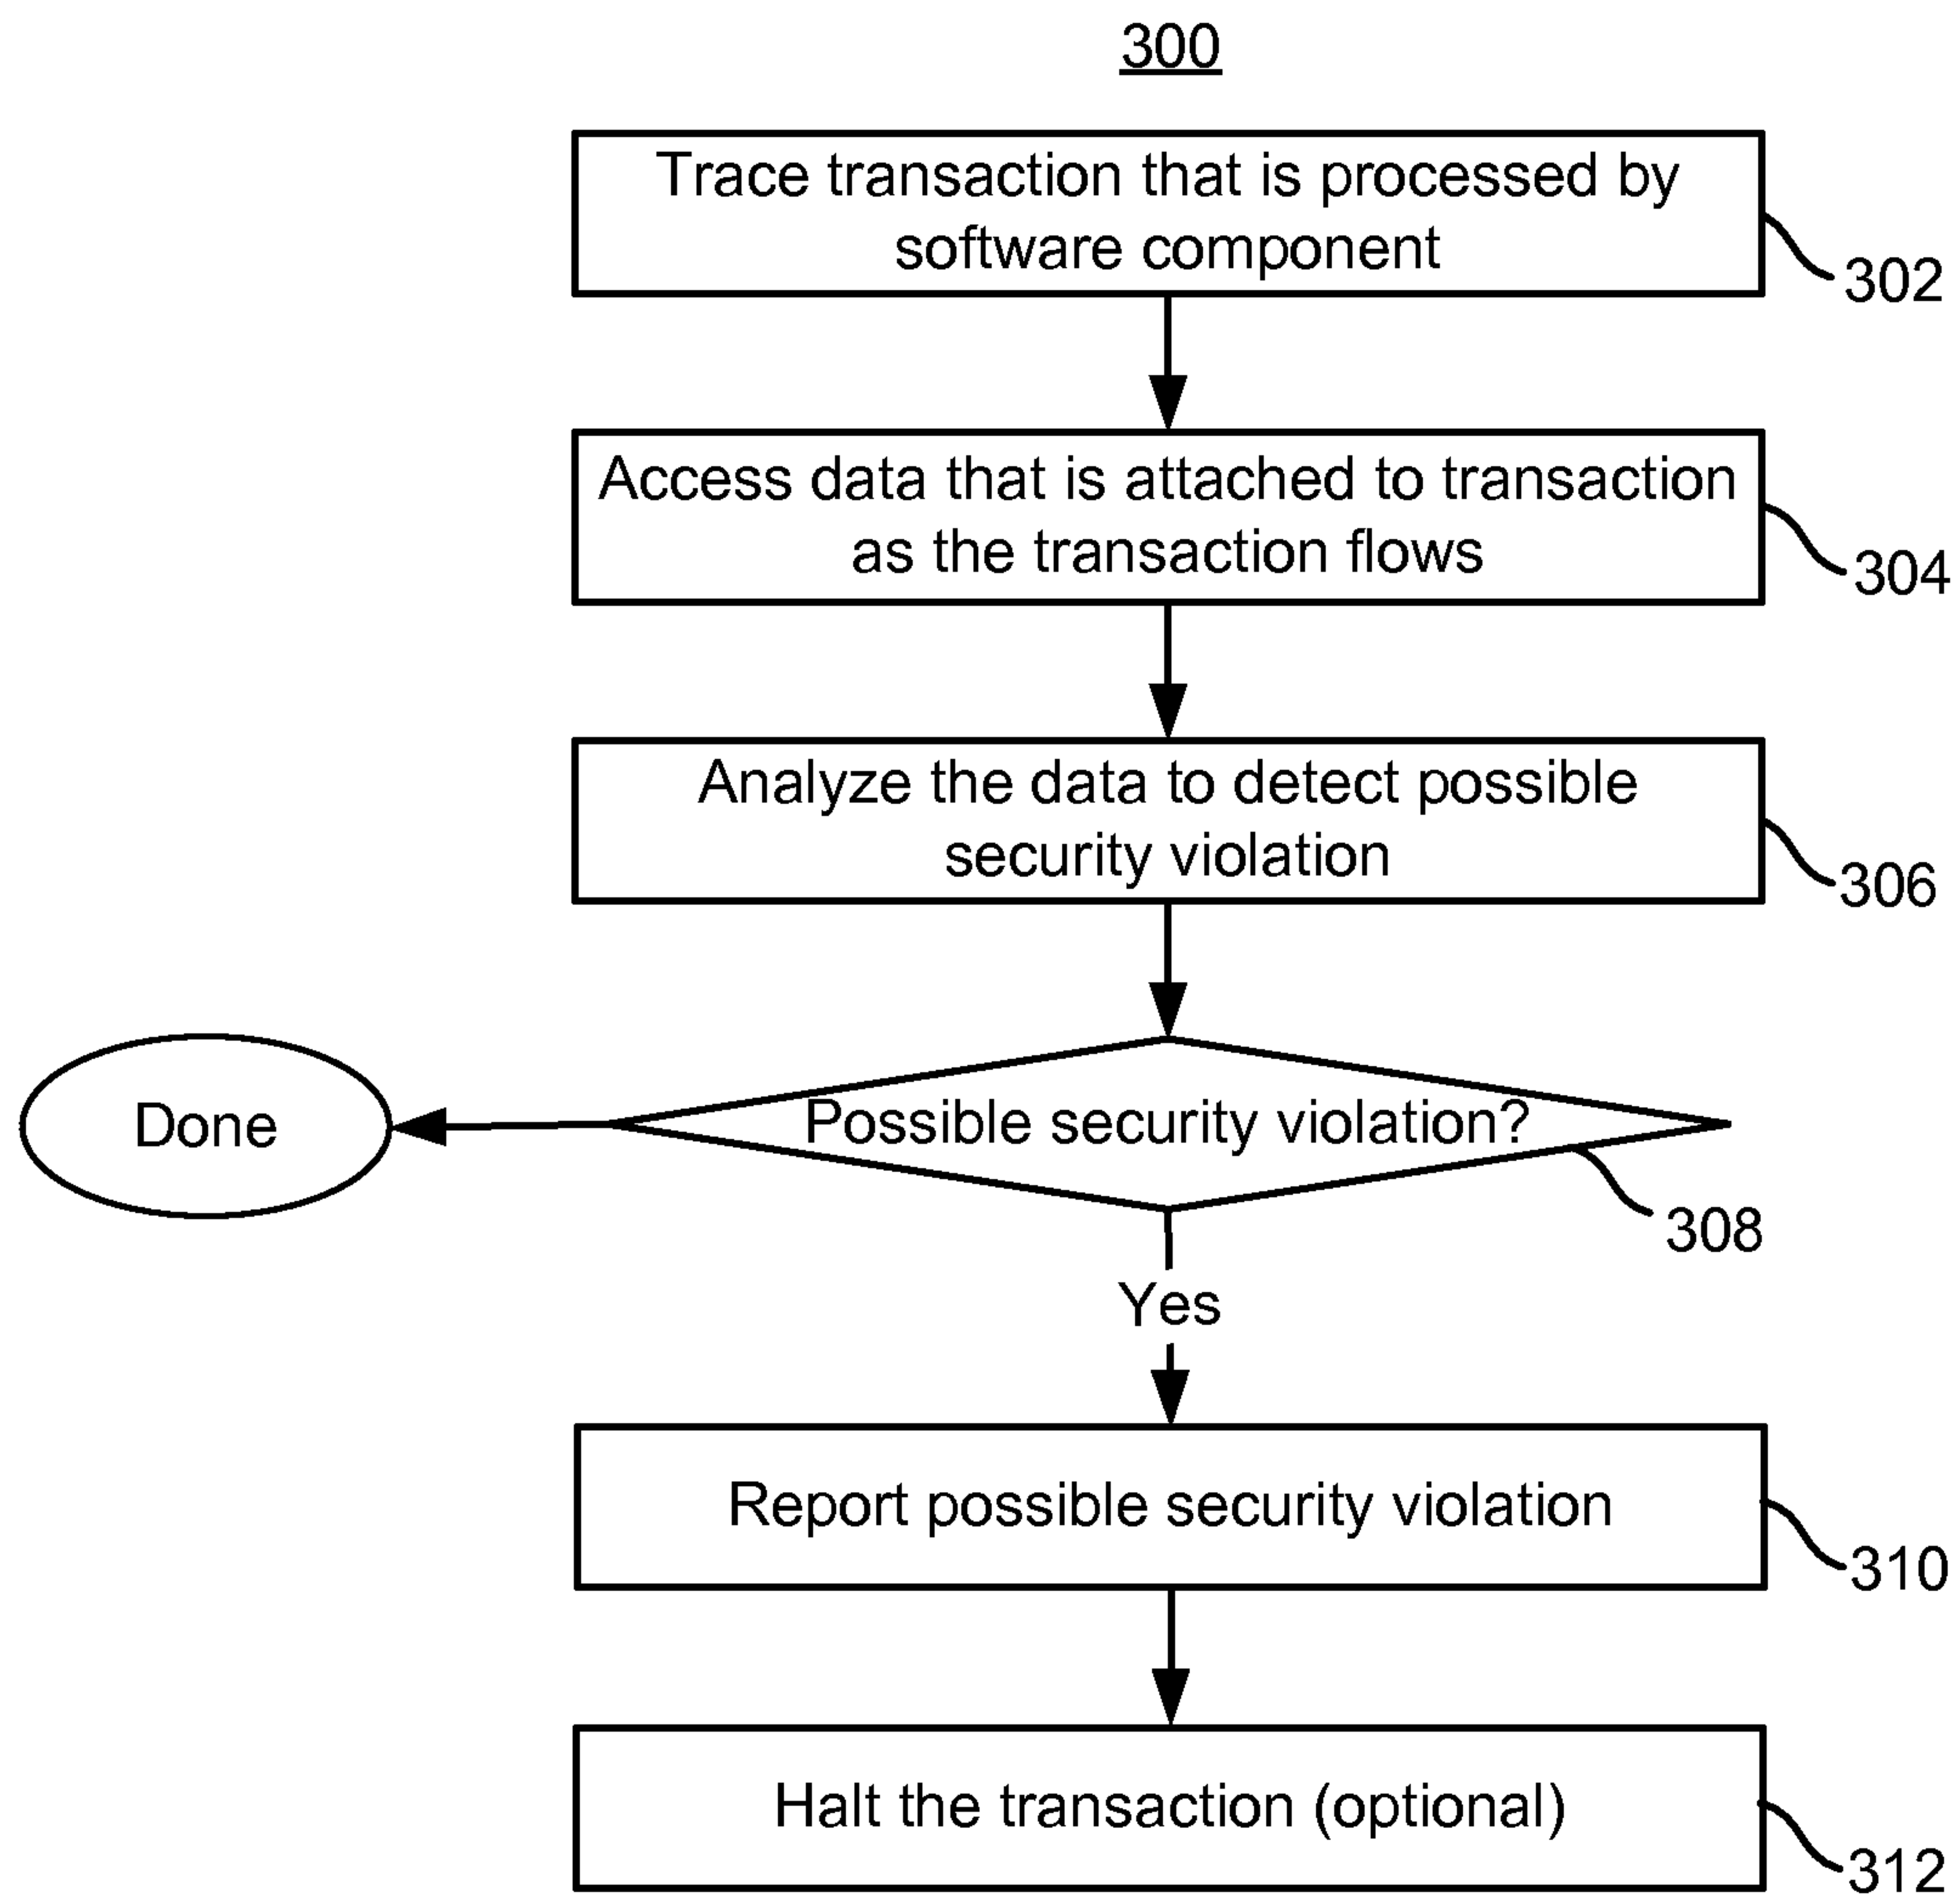 300
Trace transaction that is processed by
software component
302
Access data that is attached to transaction
as the transaction flows
304
Analyze the data to detect possible
security violation
306
Done
Possible security violation?
308
Yes
Report possible security violation
310
Halt the transaction (optional)
312